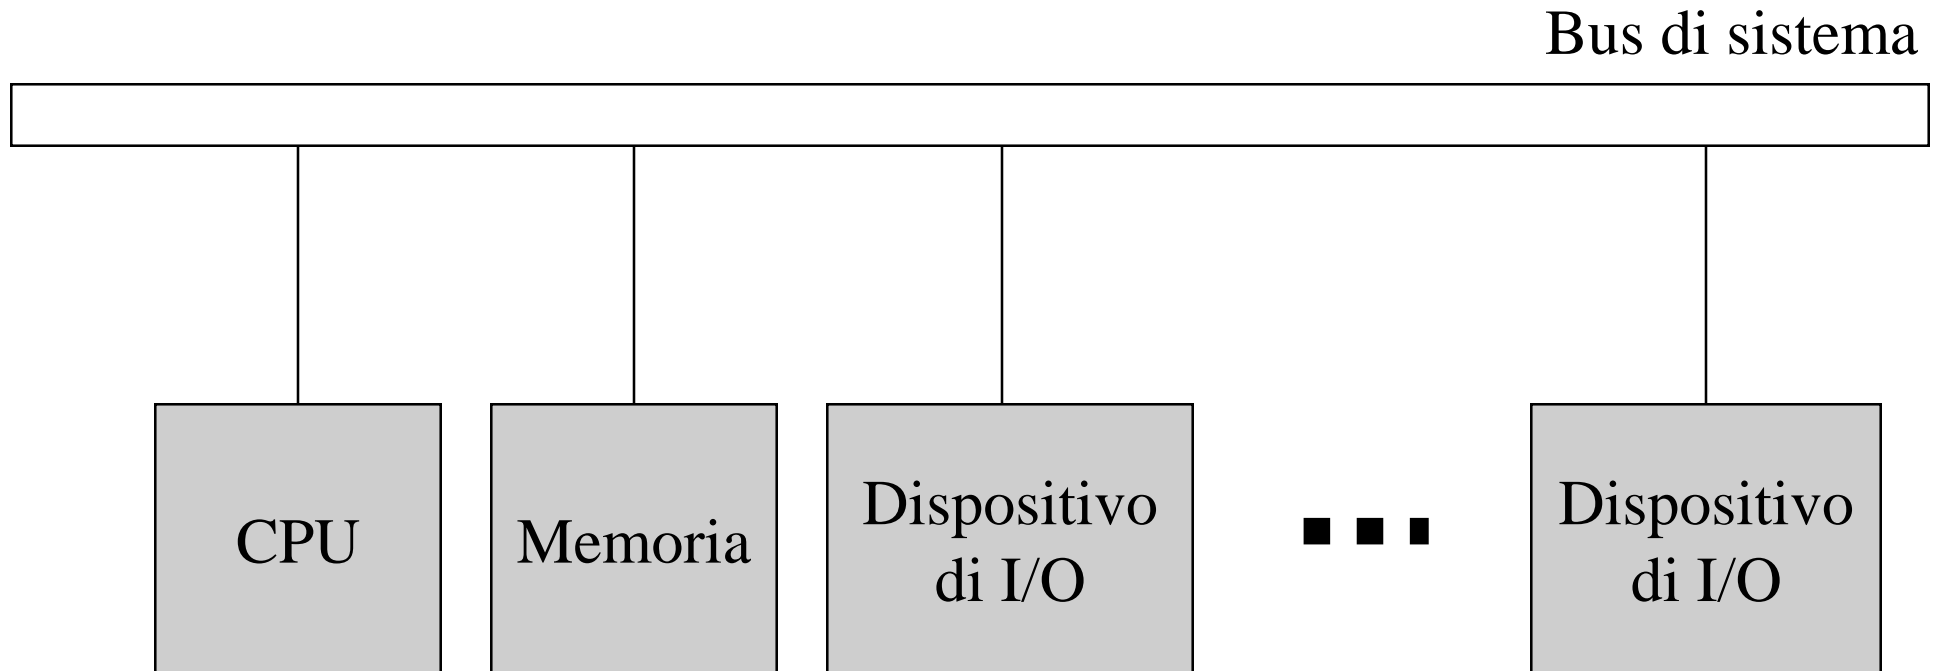 Bus di sistema
CPU
Memoria
Dispositivo
di I/O
Dispositivo
di I/O